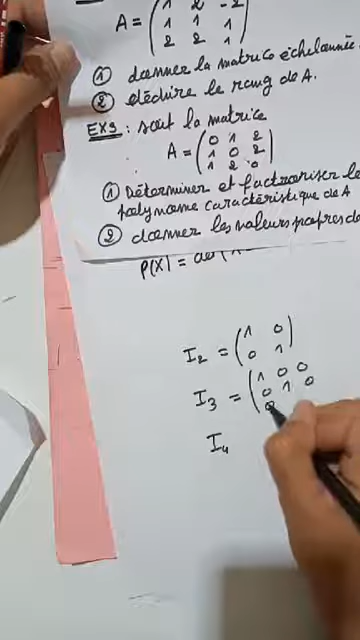 A = ( 1 2 -2
1 1 1
2 2 1 )
① donner la matrice échelonnée.
② déduire le rang de A.
EX3 : soit la matrice
A = ( 0 1 2
1 0 2
1 2 0 )
① Déterminer et factoriser le
polynome caractéristique de A
② donner les valeurs propres de
P(X) = det (
I₂ = ( 1 0
0 1 )
I₃ = ( 1 0 0
0 1 0
0
I₄